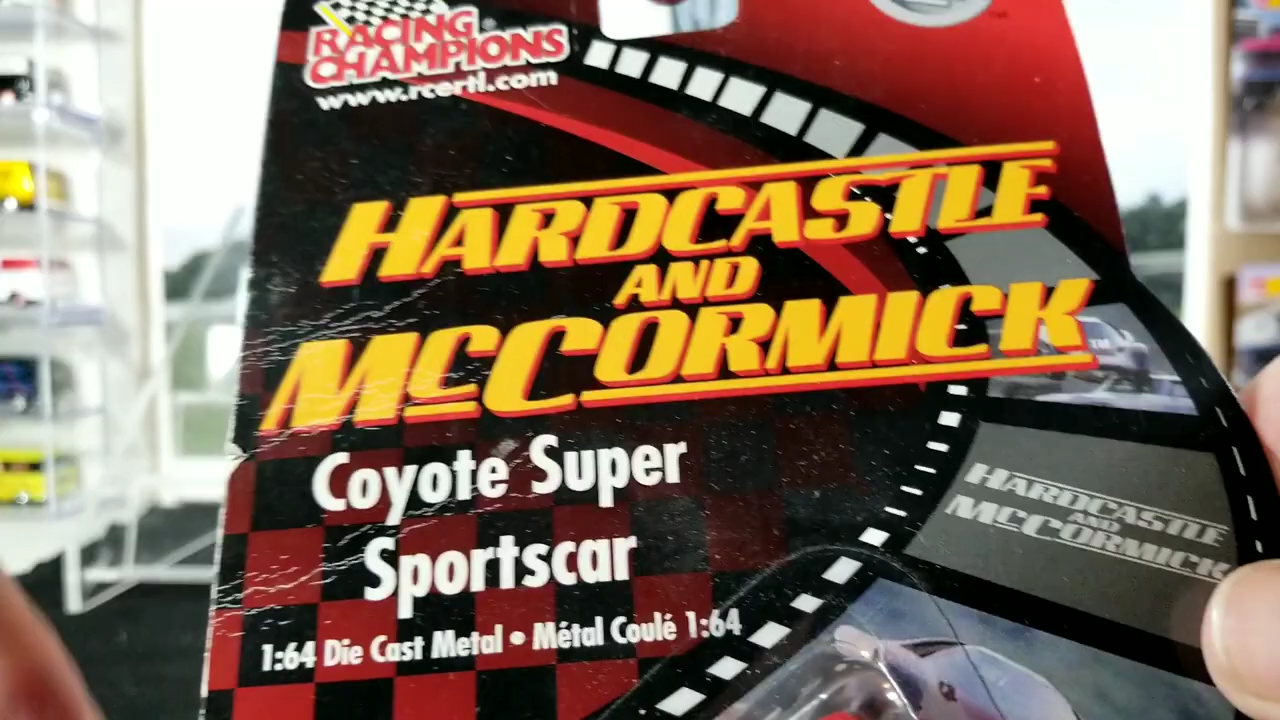 RACING
CHAMPIONS®
www.rcertl.com
HARDCASTLE
AND
McCORMICK™
Coyote Super
Sportscar
1:64 Die Cast Metal • Métal Coulé 1:64
HARDCASTLE
AND
McCORMICK